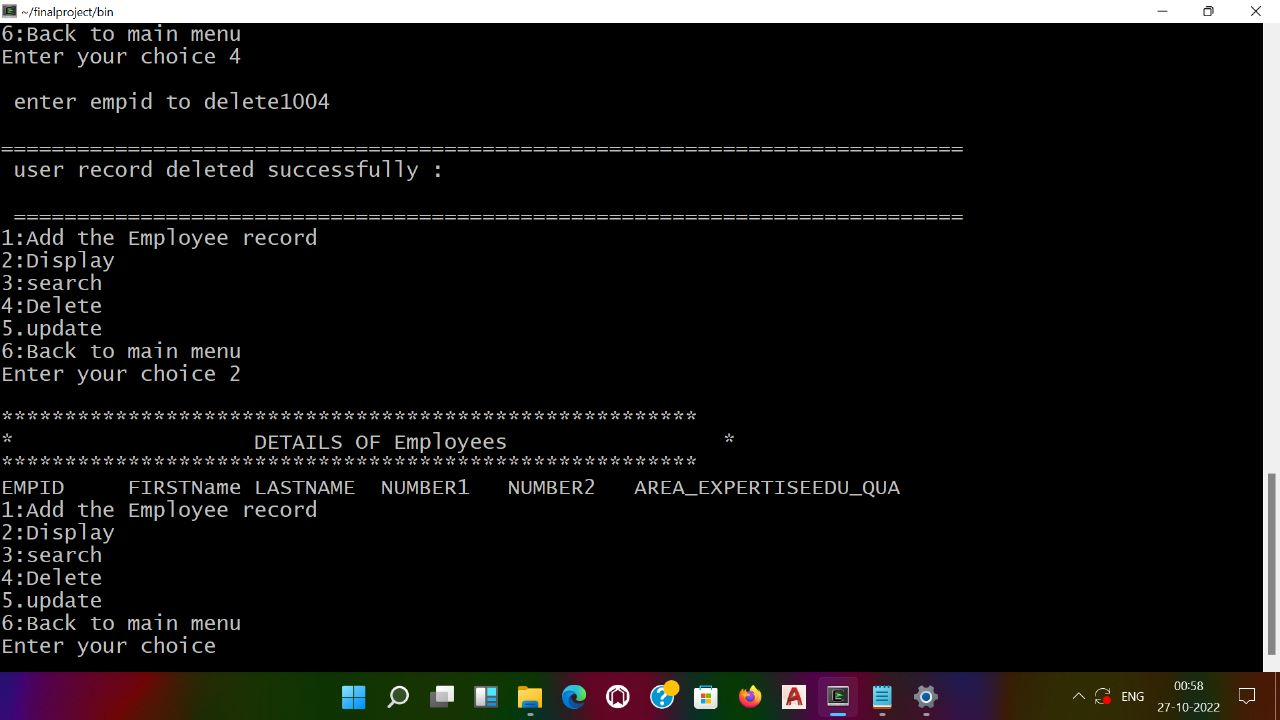 ~/finalproject/bin
6:Back to main menu
Enter your choice 4
enter empid to delete1004
===========================================================================
user record deleted successfully :
===========================================================================
1:Add the Employee record
2:Display
3:search
4:Delete
5.update
6:Back to main menu
Enter your choice 2
*******************************************************
* DETAILS OF Employees *
*******************************************************
EMPID FIRSTName LASTNAME NUMBER1 NUMBER2 AREA_EXPERTISEEDU_QUA
1:Add the Employee record
2:Display
3:search
4:Delete
5.update
6:Back to main menu
Enter your choice
ENG
00:58
27-10-2022